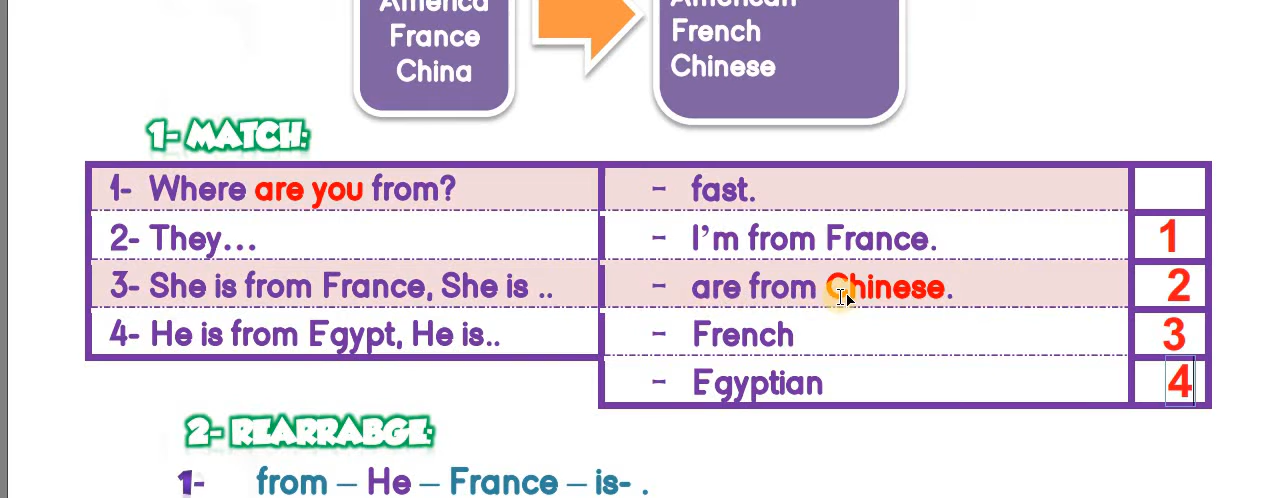 America
France
China
American
French
Chinese
1- MATCH:
1- Where are you from? - fast.
2- They... - I'm from France. 1
3- She is from France, She is .. - are from Chinese. 2
4- He is from Egypt, He is.. - French 3
- Egyptian 4
2- REARRABGE:
1- from – He – France – is- .